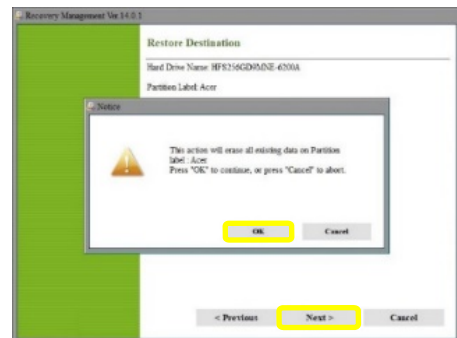 Recovery Management Ver 14.0.1
Restore Destination
Hard Drive Name: HFS256GD9MNE-6200A
Partition Label: Acer
Notice
This action will erase all existing data on Partition
label : Acer
Press "OK" to continue, or press "Cancel" to abort.
OK Cancel
< Previous Next > Cancel